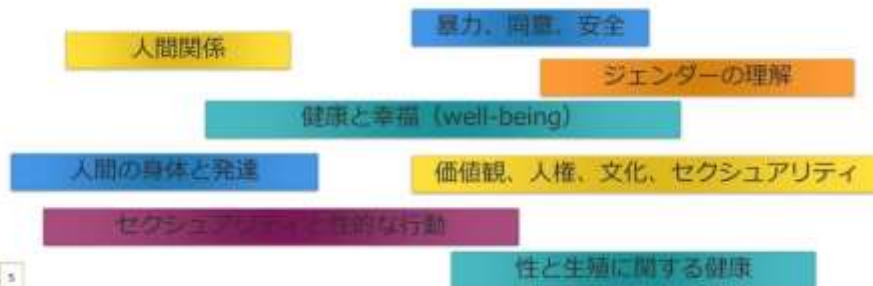 暴力、同意、安全
人間関係
ジェンダーの理解
健康と幸福（well-being）
人間の身体と発達
価値観、人権、文化、セクシュアリティ
セクシュアリティと性的な行動
性と生殖に関する健康
5